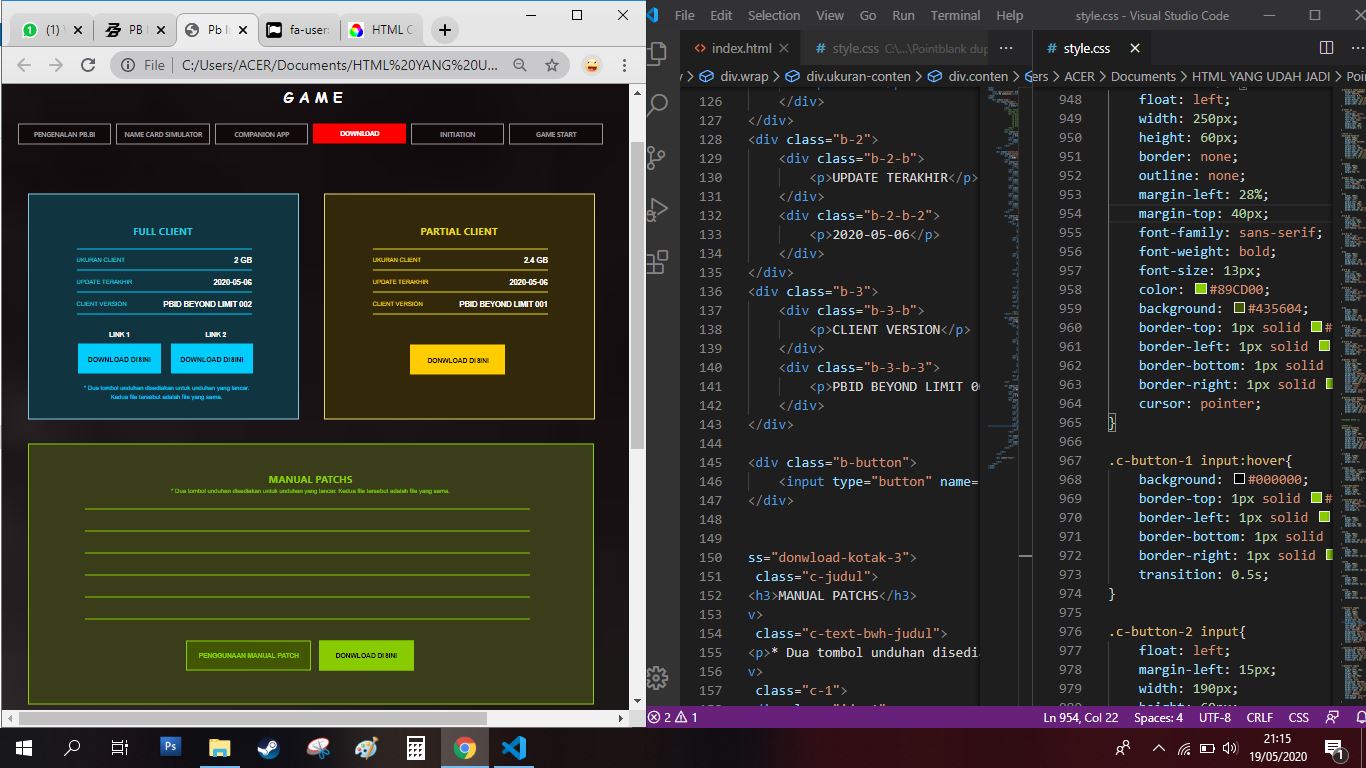 (1)
PB
Pb I
fa-user
HTML C
File
C:/Users/ACER/Documents/HTML%20YANG%20U...
GAME
PENGENALAN PB.BI
NAME CARD SIMULATOR
COMPANION APP
DOWNLOAD
INITIATION
GAME START
FULL CLIENT
UKURAN CLIENT 2 GB
UPDATE TERAKHIR 2020-05-06
CLIENT VERSION PBID BEYOND LIMIT 002
LINK 1 LINK 2
DONWLOAD DISINI DONWLOAD DISINI
* Dua tombol unduhan disediakan untuk unduhan yang lancar.
Kedua file tersebut adalah file yang sama.
PARTIAL CLIENT
UKURAN CLIENT 2.4 GB
UPDATE TERAKHIR 2020-05-06
CLIENT VERSION PBID BEYOND LIMIT 001
DONWLOAD DISINI
MANUAL PATCHS
* Dua tombol unduhan disediakan untuk unduhan yang lancar. Kedua file tersebut adalah file yang sama.
PENGGUNAAN MANUAL PATCH DONWLOAD DISINI
File Edit Selection View Go Run Terminal Help style.css - Visual Studio Code
<> index.html
# style.css C:\...\Pointblank dup
...
y > div.wrap > div.ukuran-conten > div.conten >
126 </div>
127 </div>
128 <div class="b-2">
129 <div class="b-2-b">
130 <p>UPDATE TERAKHIR</p>
131 </div>
132 <div class="b-2-b-2">
133 <p>2020-05-06</p>
134 </div>
135 </div>
136 <div class="b-3">
137 <div class="b-3-b">
138 <p>CLIENT VERSION</p>
139 </div>
140 <div class="b-3-b-3">
141 <p>PBID BEYOND LIMIT 0
142 </div>
143 </div>
144
145 <div class="b-button">
146 <input type="button" name=
147 </div>
148
149
150 ss="donwload-kotak-3">
151 class="c-judul">
152 <h3>MANUAL PATCHS</h3>
153 v>
154 class="c-text-bwh-judul">
155 <p>* Dua tombol unduhan disedi
156 v>
157 class="c-1">
# style.css
...
ers > ACER > Documents > HTML YANG UDAH JADI > Poi
948 float: left;
949 width: 250px;
950 height: 60px;
951 border: none;
952 outline: none;
953 margin-left: 28%;
954 margin-top: 40px;
955 font-family: sans-serif;
956 font-weight: bold;
957 font-size: 13px;
958 color: #89CD00;
959 background: #435604;
960 border-top: 1px solid #
961 border-left: 1px solid
962 border-bottom: 1px solid
963 border-right: 1px solid
964 cursor: pointer;
965 }
966
967 .c-button-1 input:hover{
968 background: #000000;
969 border-top: 1px solid #
970 border-left: 1px solid
971 border-bottom: 1px solid
972 border-right: 1px solid
973 transition: 0.5s;
974 }
975
976 .c-button-2 input{
977 float: left;
978 margin-left: 15px;
979 width: 190px;
2 1
Ln 954, Col 22 Spaces: 4 UTF-8 CRLF CSS
Ps
21:15
19/05/2020
1